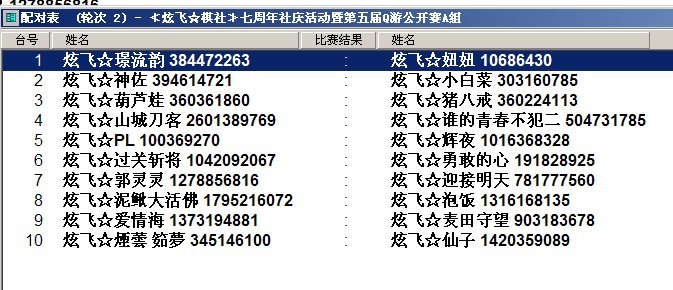 配对表 (轮次 2) - ≮炫飞☆棋社≯七周年社庆活动暨第五届Q游公开赛A组
台号 姓名 比赛结果 姓名
1 炫飞☆璟流韵 384472263 : 炫飞☆妞妞 10686430
2 炫飞☆神佐 394614721 : 炫飞☆小白菜 303160785
3 炫飞☆葫芦娃 360361860 : 炫飞☆猪八戒 360224113
4 炫飞☆山城刀客 2601389769 : 炫飞☆谁的青春不犯二 504731785
5 炫飞☆PL 100369270 : 炫飞☆辉夜 1016368328
6 炫飞☆过关斩将 1042092067 : 炫飞☆勇敢的心 191828925
7 炫飞☆郭灵灵 1278856816 : 炫飞☆迎接明天 781777560
8 炫飞☆泥鳅大活佛 1795216072 : 炫飞☆泡饭 1316168135
9 炫飞☆爱情海 1373194881 : 炫飞☆麦田守望 903183678
10 炫飞☆煙蕓 箌夢 345146100 : 炫飞☆仙子 1420359089